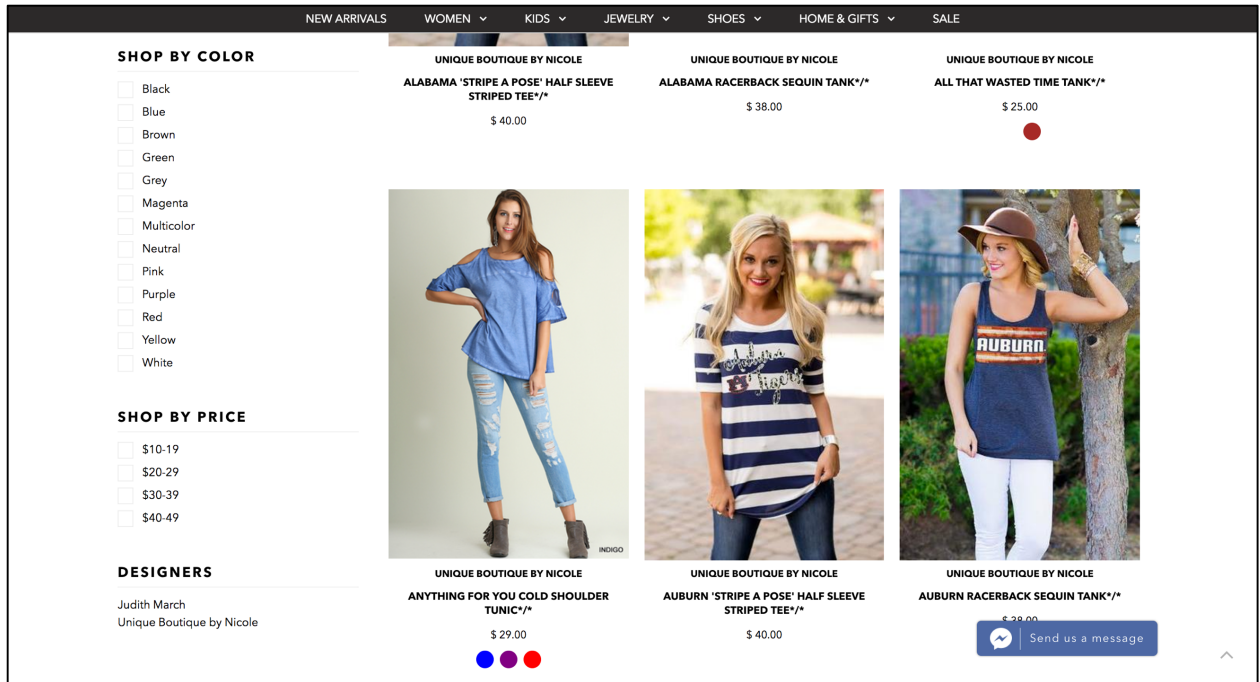 NEW ARRIVALS WOMEN KIDS JEWELRY SHOES HOME & GIFTS SALE
SHOP BY COLOR
Black
Blue
Brown
Green
Grey
Magenta
Multicolor
Neutral
Pink
Purple
Red
Yellow
White
SHOP BY PRICE
$10-19
$20-29
$30-39
$40-49
DESIGNERS
Judith March
Unique Boutique by Nicole
UNIQUE BOUTIQUE BY NICOLE
ALABAMA 'STRIPE A POSE' HALF SLEEVE
STRIPED TEE*/*
$ 40.00
UNIQUE BOUTIQUE BY NICOLE
ALABAMA RACERBACK SEQUIN TANK*/*
$ 38.00
UNIQUE BOUTIQUE BY NICOLE
ALL THAT WASTED TIME TANK*/*
$ 25.00
INDIGO
UNIQUE BOUTIQUE BY NICOLE
ANYTHING FOR YOU COLD SHOULDER
TUNIC*/*
$ 29.00
Auburn
Tigers
UNIQUE BOUTIQUE BY NICOLE
AUBURN 'STRIPE A POSE' HALF SLEEVE
STRIPED TEE*/*
$ 40.00
AUBURN
UNIQUE BOUTIQUE BY NICOLE
AUBURN RACERBACK SEQUIN TANK*/*
$ 38.00
Send us a message